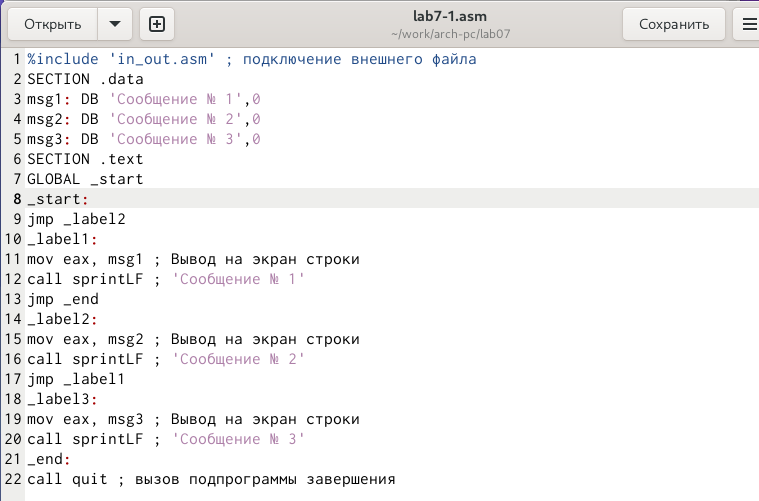 Открыть
lab7-1.asm
~/work/arch-pc/lab07
Сохранить
1 %include 'in_out.asm' ; подключение внешнего файла
2 SECTION .data
3 msg1: DB 'Сообщение № 1',0
4 msg2: DB 'Сообщение № 2',0
5 msg3: DB 'Сообщение № 3',0
6 SECTION .text
7 GLOBAL _start
8 _start:
9 jmp _label2
10 _label1:
11 mov eax, msg1 ; Вывод на экран строки
12 call sprintLF ; 'Сообщение № 1'
13 jmp _end
14 _label2:
15 mov eax, msg2 ; Вывод на экран строки
16 call sprintLF ; 'Сообщение № 2'
17 jmp _label1
18 _label3:
19 mov eax, msg3 ; Вывод на экран строки
20 call sprintLF ; 'Сообщение № 3'
21 _end:
22 call quit ; вызов подпрограммы завершения